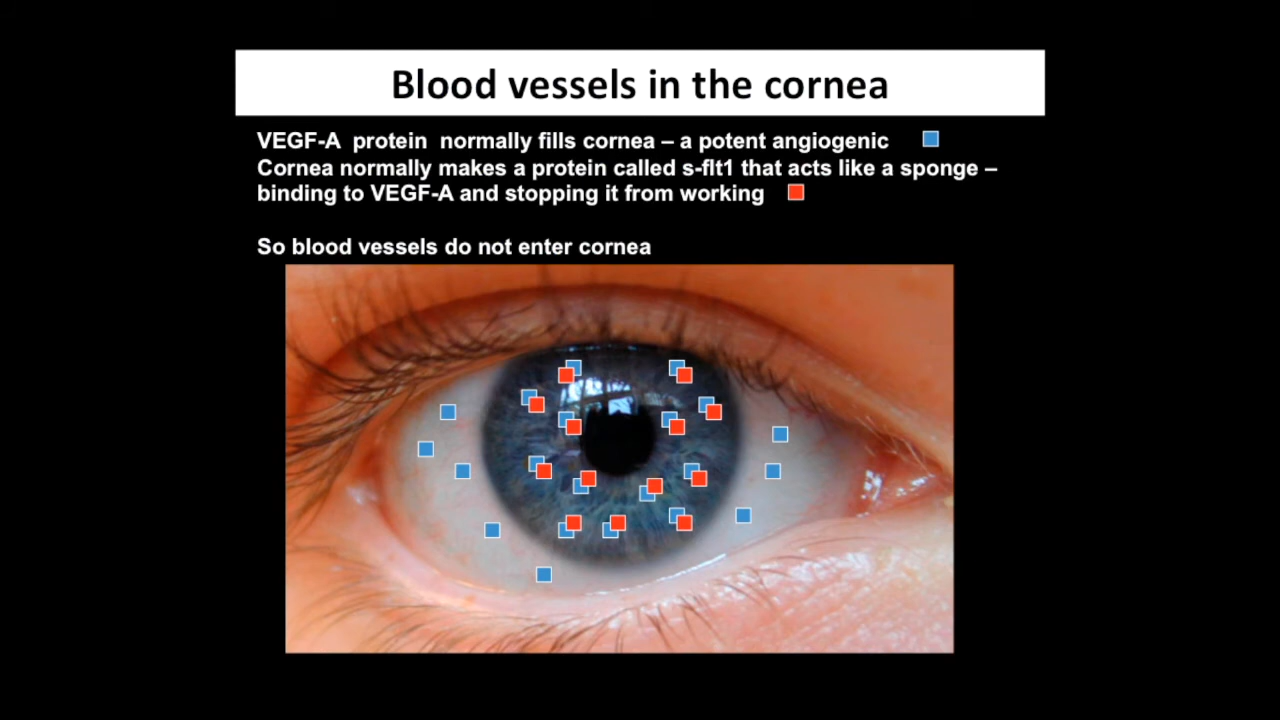 Blood vessels in the cornea
VEGF-A protein normally fills cornea – a potent angiogenic
Cornea normally makes a protein called s-flt1 that acts like a sponge –
binding to VEGF-A and stopping it from working
So blood vessels do not enter cornea